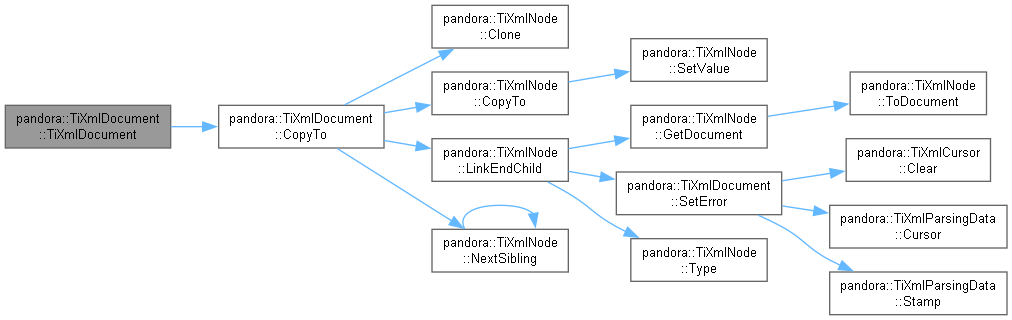 pandora::TiXmlDocument
::TiXmlDocument
pandora::TiXmlDocument
::CopyTo
pandora::TiXmlNode
::Clone
pandora::TiXmlNode
::CopyTo
pandora::TiXmlNode
::SetValue
pandora::TiXmlNode
::LinkEndChild
pandora::TiXmlNode
::GetDocument
pandora::TiXmlNode
::ToDocument
pandora::TiXmlDocument
::SetError
pandora::TiXmlCursor
::Clear
pandora::TiXmlParsingData
::Cursor
pandora::TiXmlParsingData
::Stamp
pandora::TiXmlNode
::Type
pandora::TiXmlNode
::NextSibling